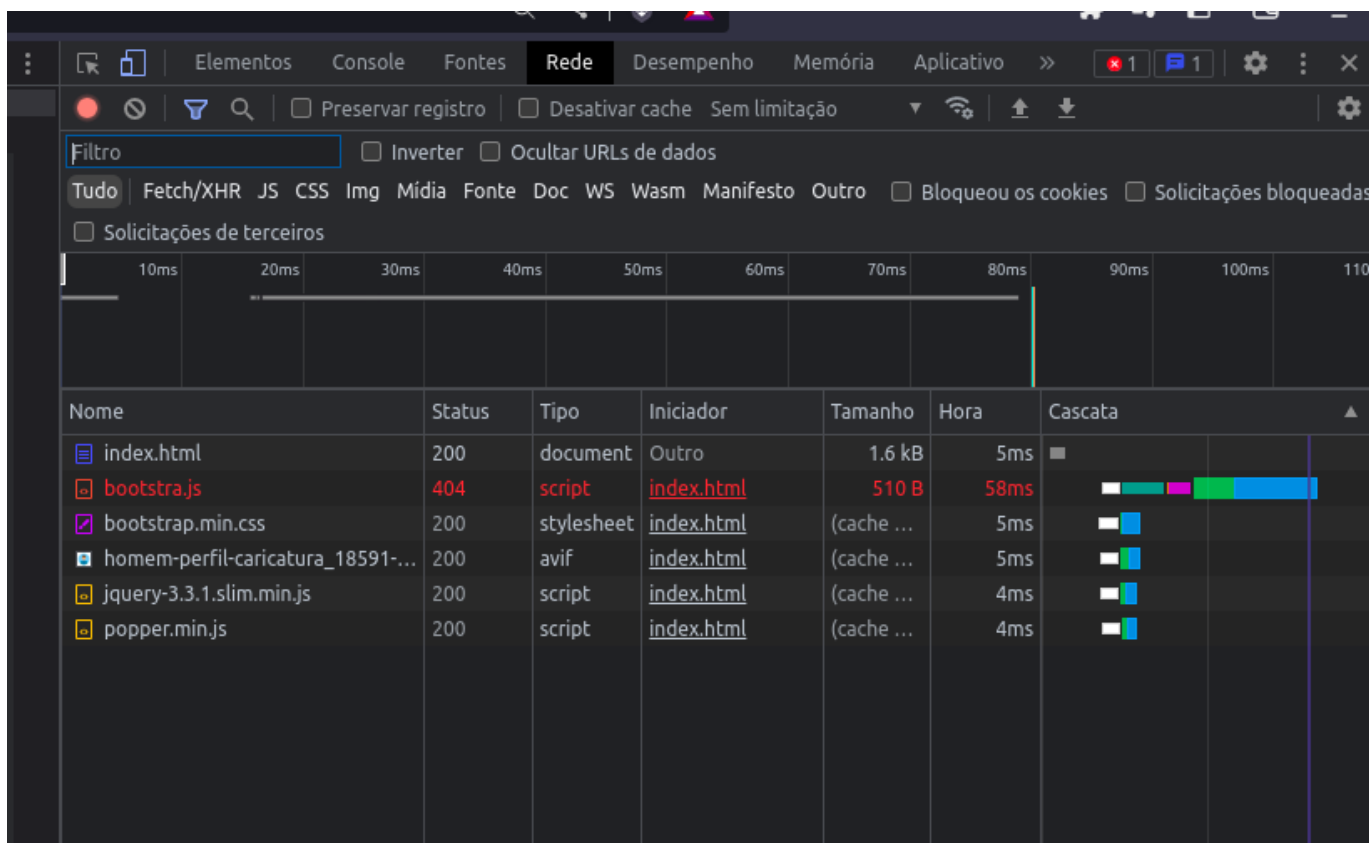 Elementos Console Fontes Rede Desempenho Memória Aplicativo » 1 1
Preservar registro Desativar cache Sem limitação
Filtro Inverter Ocultar URLs de dados
Tudo Fetch/XHR JS CSS Img Mídia Fonte Doc WS Wasm Manifesto Outro Bloqueou os cookies Solicitações bloqueadas
Solicitações de terceiros
10ms 20ms 30ms 40ms 50ms 60ms 70ms 80ms 90ms 100ms 110
Nome Status Tipo Iniciador Tamanho Hora Cascata
index.html 200 document Outro 1.6 kB 5ms
bootstra.js 404 script index.html 510 B 58ms
bootstrap.min.css 200 stylesheet index.html (cache ... 5ms
homem-perfil-caricatura_18591-... 200 avif index.html (cache ... 5ms
jquery-3.3.1.slim.min.js 200 script index.html (cache ... 4ms
popper.min.js 200 script index.html (cache ... 4ms